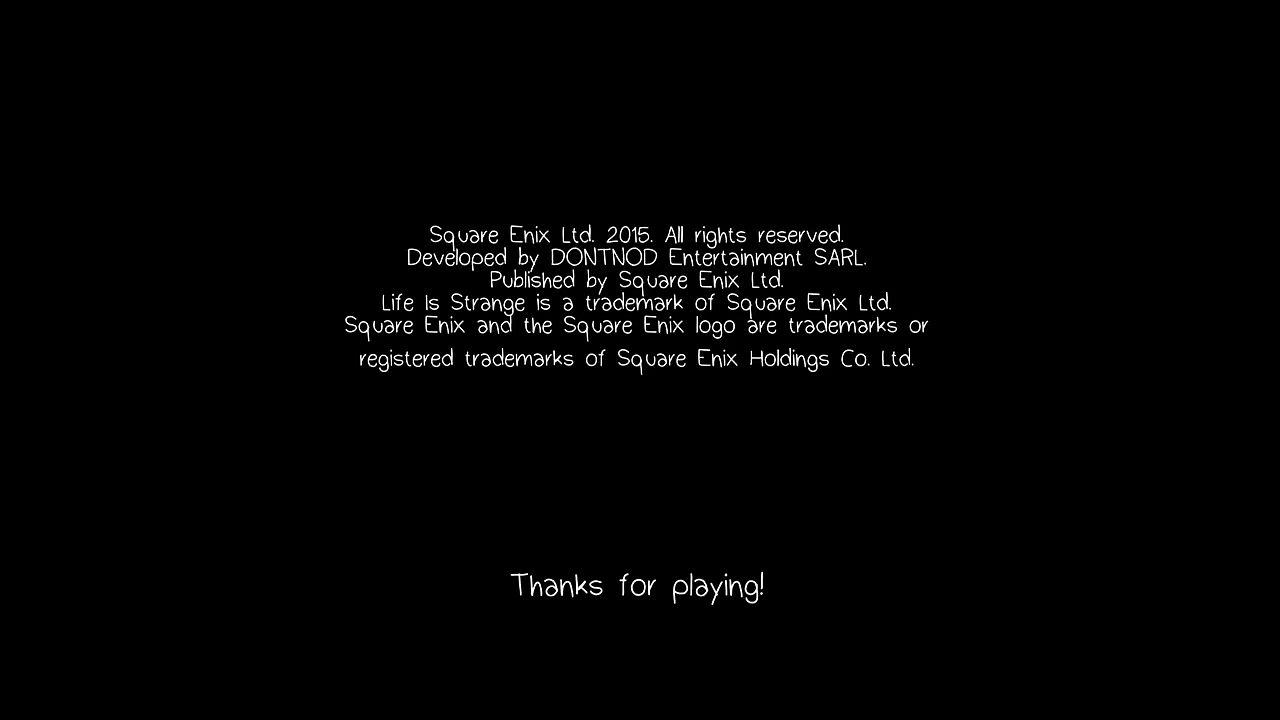 Square Enix Ltd. 2015. All rights reserved.
Developed by DONTNOD Entertainment SARL.
Published by Square Enix Ltd.
Life Is Strange is a trademark of Square Enix Ltd.
Square Enix and the Square Enix logo are trademarks or
registered trademarks of Square Enix Holdings Co. Ltd.
Thanks for playing!